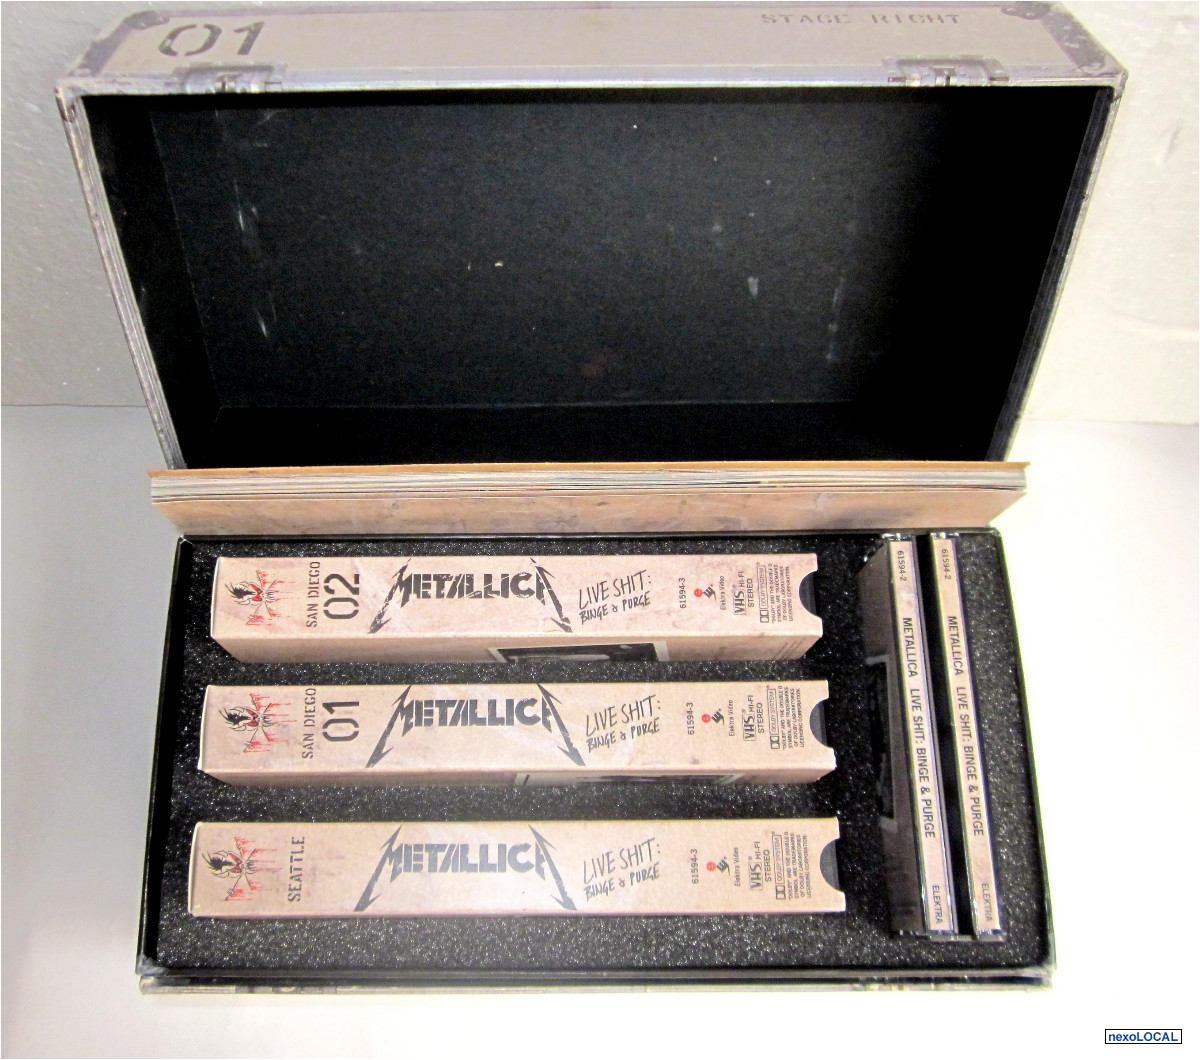 01
STAGE RIGHT
SAN DIEGO
02
METALLICA
LIVE SHIT:
BINGE & PURGE
61594-3
Elektra Video
VHS HI-FI
STEREO
SAN DIEGO
01
METALLICA
LIVE SHIT:
BINGE & PURGE
61594-3
Elektra Video
VHS HI-FI
STEREO
SEATTLE
METALLICA
LIVE SHIT:
BINGE & PURGE
61594-3
Elektra Video
VHS HI-FI
STEREO
61594-2 METALLICA LIVE SHIT: BINGE & PURGE ELEKTRA
61594-2 METALLICA LIVE SHIT: BINGE & PURGE ELEKTRA
nexoLOCAL